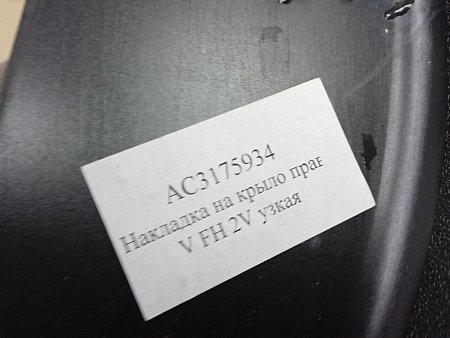 AC3175934
Накладка на крыло прав
V FH 2V узкая